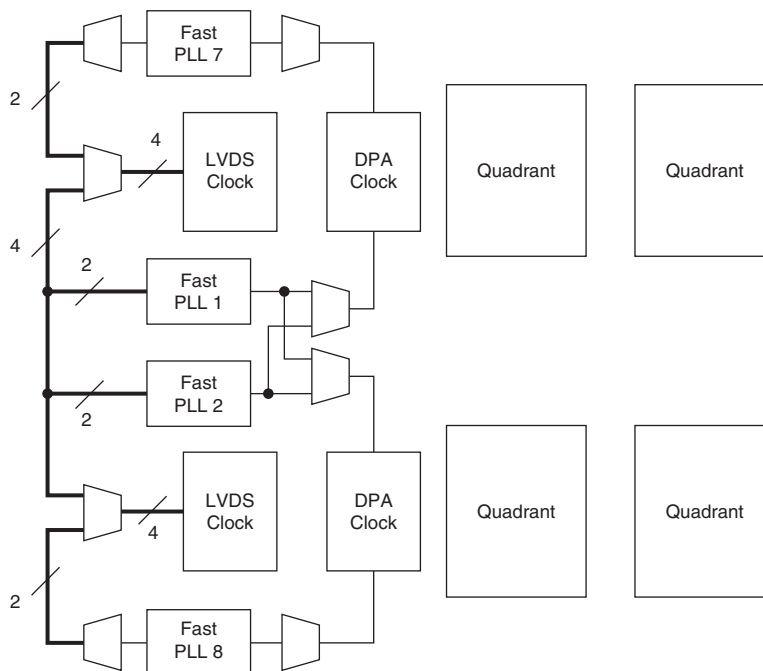 Fast
PLL 7
2
4
LVDS
Clock
DPA
Clock
Quadrant
Quadrant
4
2
Fast
PLL 1
Fast
PLL 2
2
LVDS
Clock
DPA
Clock
Quadrant
Quadrant
4
2
Fast
PLL 8